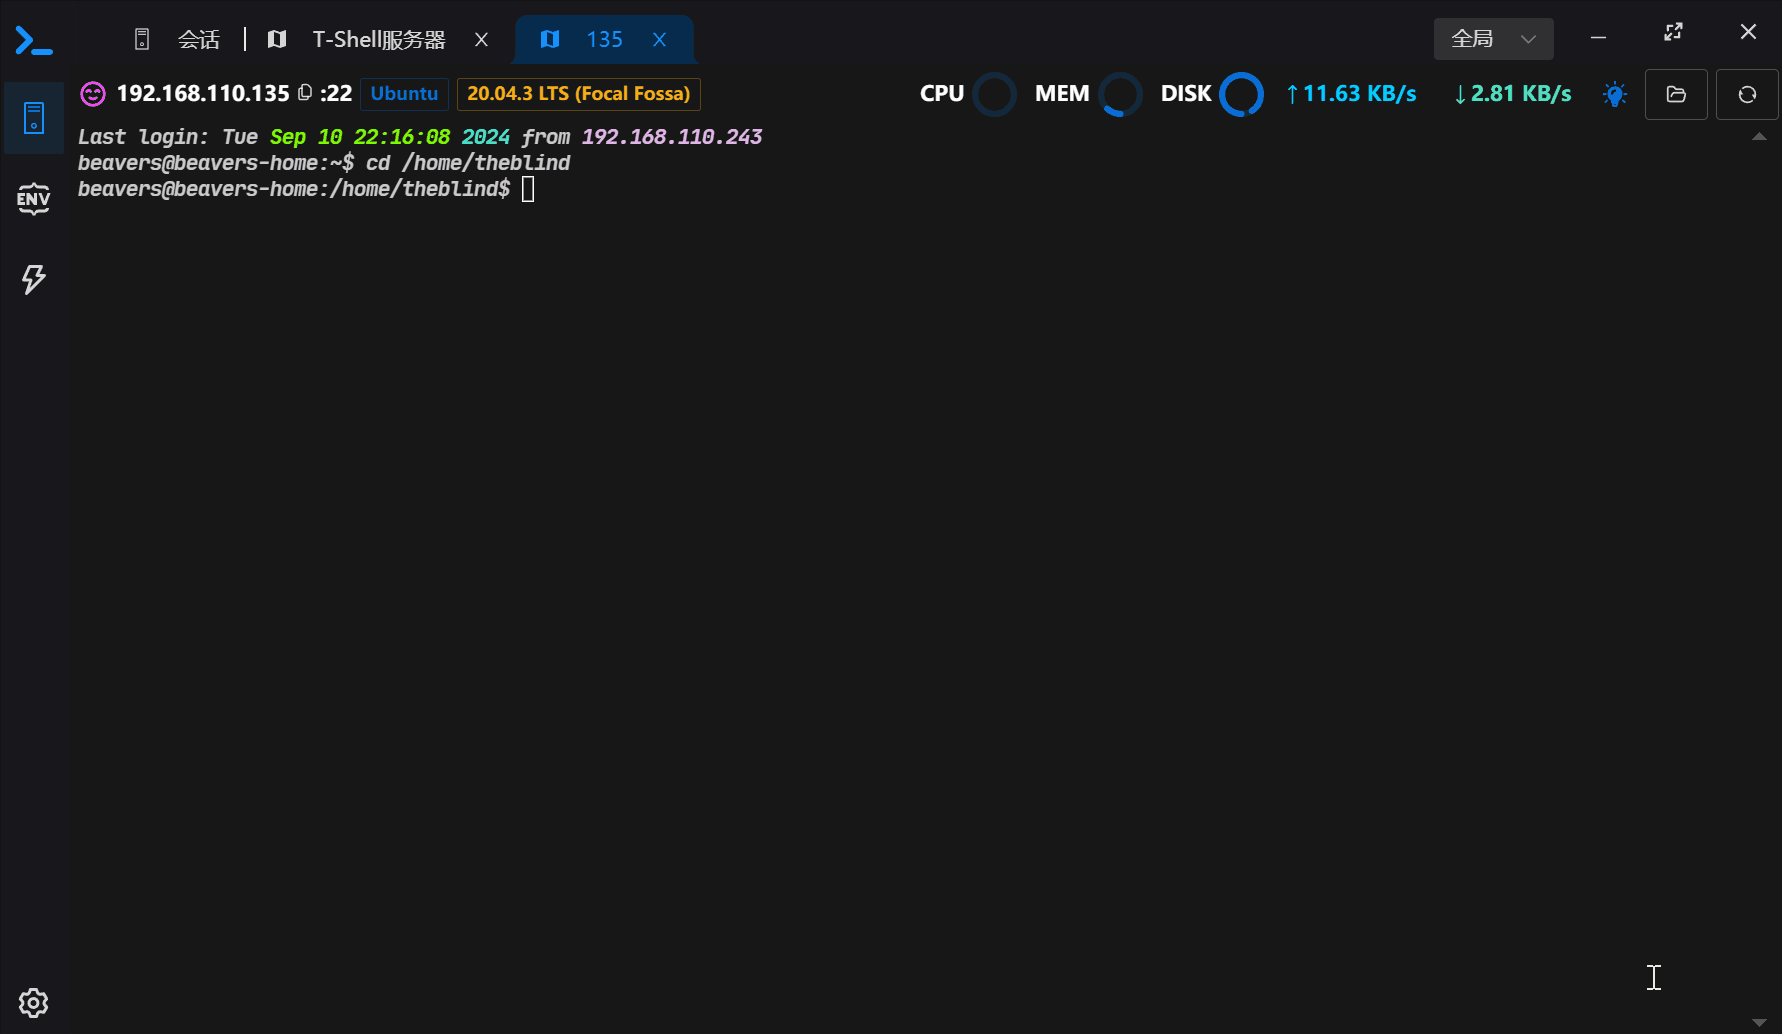 会话 T-Shell服务器 X 135 X 全局
192.168.110.135 :22 Ubuntu 20.04.3 LTS (Focal Fossa) CPU MEM DISK ↑11.63 KB/s ↓2.81 KB/s
Last login: Tue Sep 10 22:16:08 2024 from 192.168.110.243
beavers@beavers-home:~$ cd /home/theblind
beavers@beavers-home:/home/theblind$
ENV